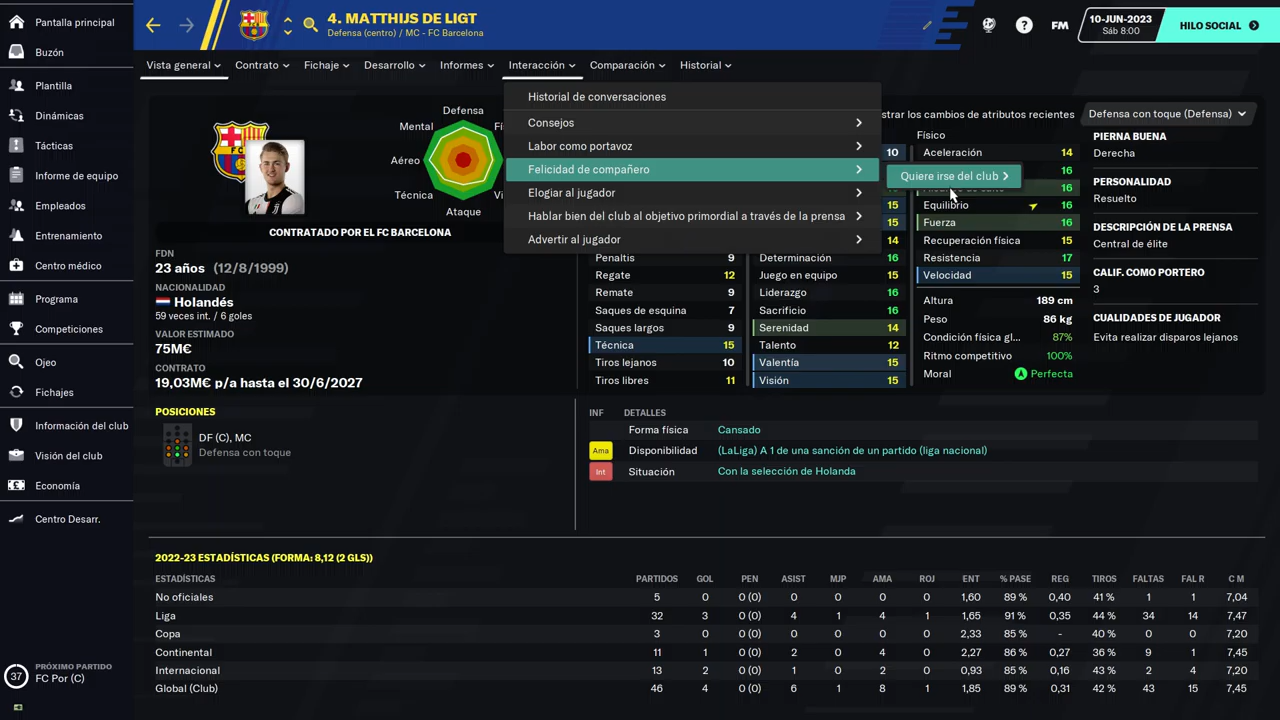 Pantalla principal
Buzón
Plantilla
Dinámicas
Tácticas
Informe de equipo
Empleados
Entrenamiento
Centro médico
Programa
Competiciones
Ojeo
Fichajes
Información del club
Visión del club
Economía
Centro Desarr.
37
PRÓXIMO PARTIDO
FC Por (C)
4. MATTHIJS DE LIGT
Defensa (centro) / MC - FC Barcelona
FM
10-JUN-2023
Sáb 8:00
HILO SOCIAL
Vista general
Contrato
Fichaje
Desarrollo
Informes
Interacción
Comparación
Historial
Historial de conversaciones
Consejos
Labor como portavoz
Felicidad de compañero
Elogiar al jugador
Hablar bien del club al objetivo primordial a través de la prensa
Advertir al jugador
Quiere irse del club
strar los cambios de atributos recientes
Defensa con toque (Defensa)
Defensa
Mental
Aéreo
Técnica
Ataque
CONTRATADO POR EL FC BARCELONA
FDN
23 años (12/8/1999)
NACIONALIDAD
Holandés
59 veces int. / 6 goles
VALOR ESTIMADO
75M€
CONTRATO
19,03M€ p/a hasta el 30/6/2027
Penaltis 9
Regate 12
Remate 9
Saques de esquina 7
Saques largos 9
Técnica 15
Tiros lejanos 10
Tiros libres 11
10
15
15
14
Determinación 16
Juego en equipo 15
Liderazgo 16
Sacrificio 16
Serenidad 14
Talento 12
Valentía 15
Visión 15
Físico
Aceleración 14
16
16
Equilibrio 16
Fuerza 16
Recuperación física 15
Resistencia 17
Velocidad 15
Altura 189 cm
Peso 86 kg
Condición física gl... 87%
Ritmo competitivo 100%
Moral Perfecta
PIERNA BUENA
Derecha
PERSONALIDAD
Resuelto
DESCRIPCIÓN DE LA PRENSA
Central de élite
CALIF. COMO PORTERO
3
CUALIDADES DE JUGADOR
Evita realizar disparos lejanos
POSICIONES
DF (C), MC
Defensa con toque
INF DETALLES
Forma física Cansado
Ama Disponibilidad (LaLiga) A 1 de una sanción de un partido (liga nacional)
Int Situación Con la selección de Holanda
2022-23 ESTADÍSTICAS (FORMA: 8,12 (2 GLS))
ESTADÍSTICAS PARTIDOS GOL PEN ASIST MJP AMA ROJ ENT % PASE REG TIROS FALTAS FAL R C M
No oficiales 5 0 0 (0) 0 0 0 0 1,60 89 % 0,40 41 % 1 1 7,04
Liga 32 3 0 (0) 4 1 4 1 1,65 91 % 0,35 44 % 34 14 7,47
Copa 3 0 0 (0) 0 0 0 0 2,33 85 % - 40 % 0 0 7,20
Continental 11 1 0 (0) 2 0 4 0 2,27 86 % 0,27 36 % 9 1 7,45
Internacional 13 2 0 (0) 1 0 2 0 0,93 85 % 0,16 43 % 2 4 7,20
Global (Club) 46 4 0 (0) 6 1 8 1 1,85 89 % 0,31 42 % 43 15 7,45